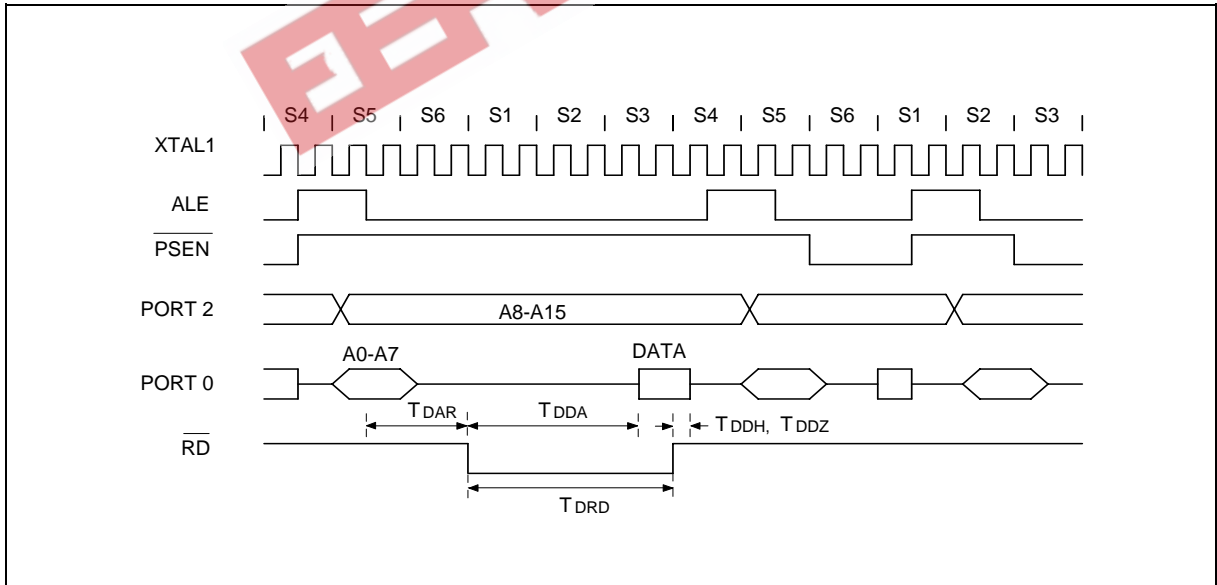 S4 S5 S6 S1 S2 S3 S4 S5 S6 S1 S2 S3
XTAL1
ALE
PSEN
PORT 2
A8-A15
A0-A7 DATA
PORT 0
TDAR TDDA TDDH, TDDZ
RD
TDRD